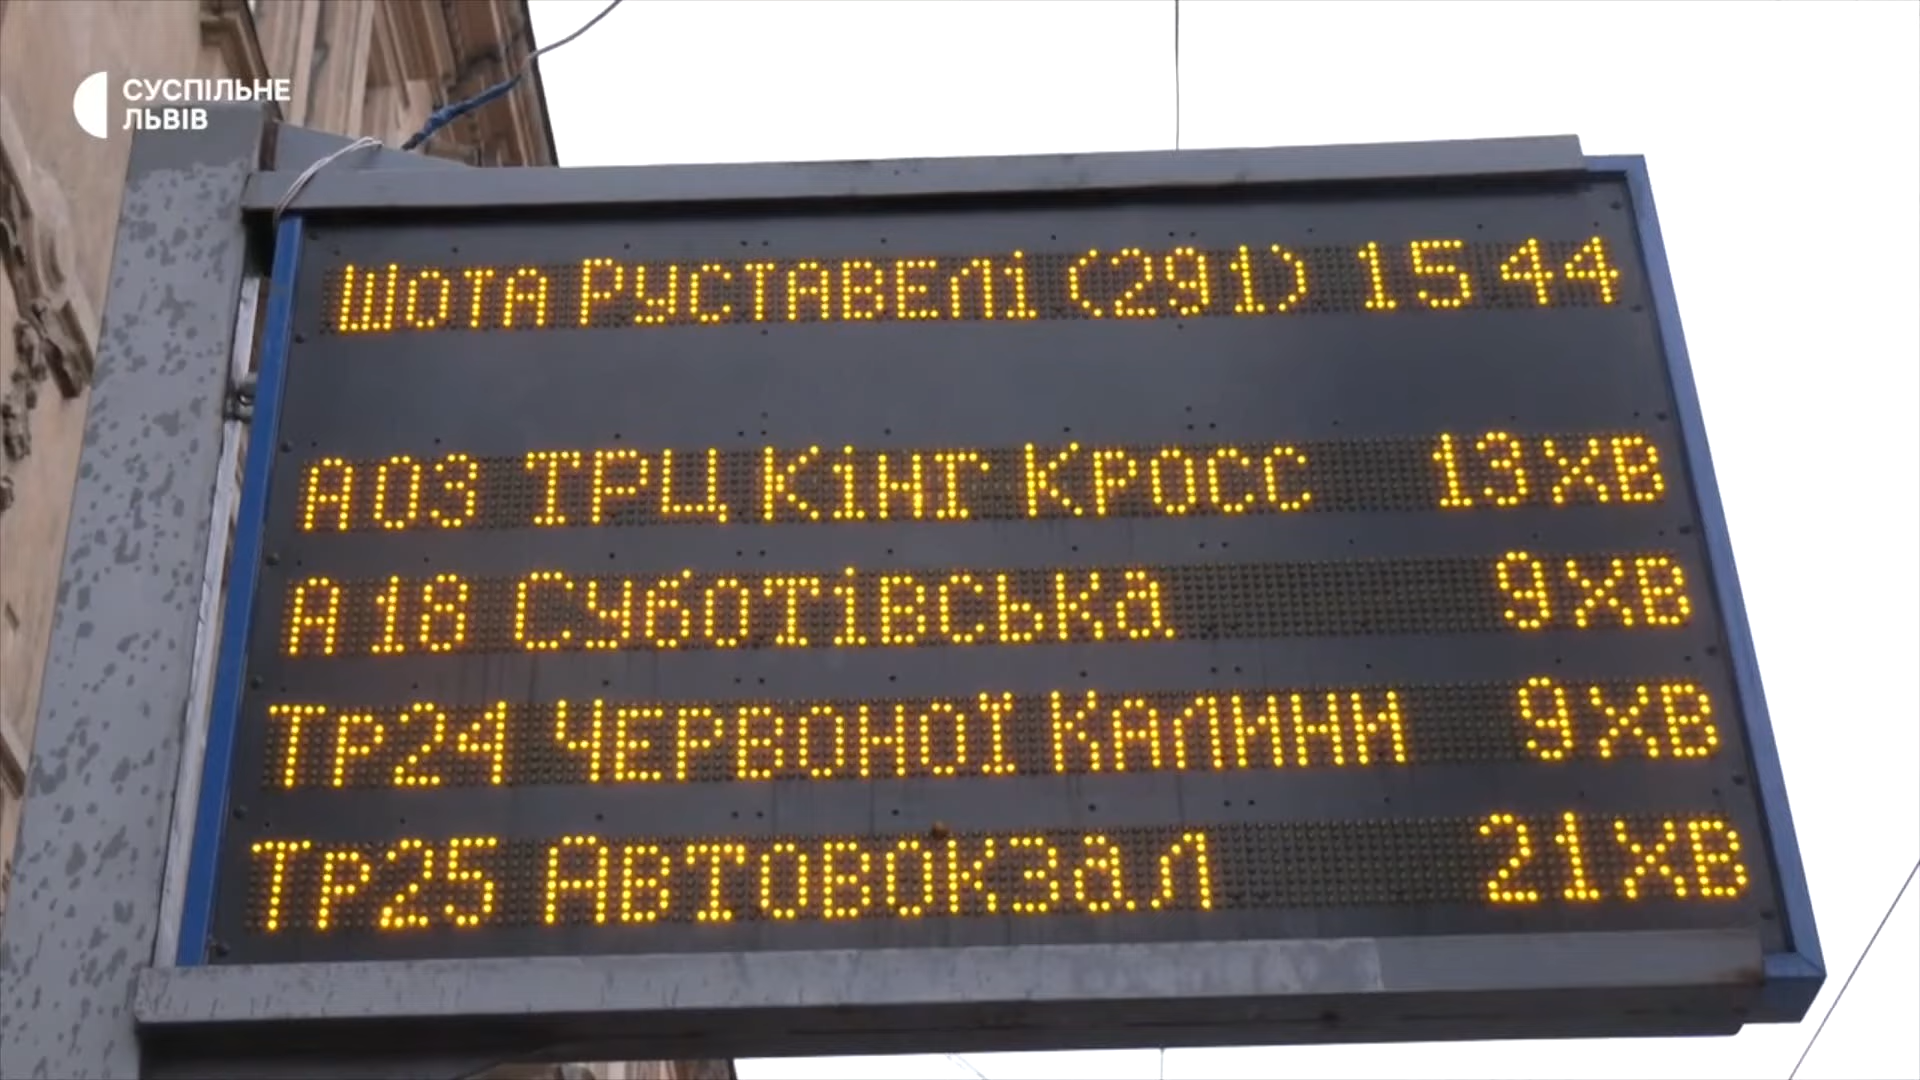 СУСПІЛЬНЕ
ЛЬВІВ
Шота Руставелі (291) 15 44
А03 ТРЦ Кінг Кросс 13хв
А18 Суботівська 9хв
Тр24 Червоної Калини 9хв
Тр25 Автовокзал 21хв